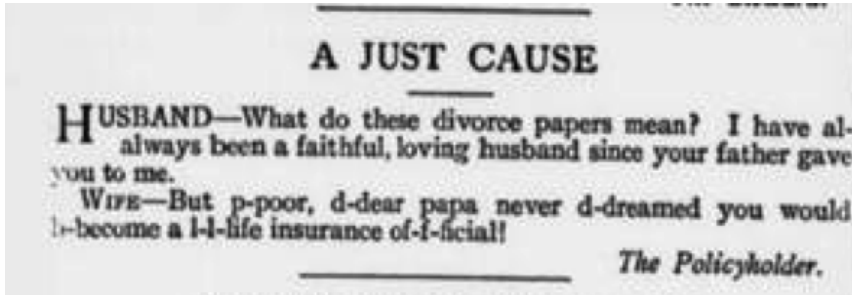 A JUST CAUSE
HUSBAND—What do these divorce papers mean? I have al-
always been a faithful, loving husband since your father gave
you to me.
WIFE—But p-poor, d-dear papa never d-dreamed you would
b-become a l-l-life insurance of-f-ficial!
The Policyholder.